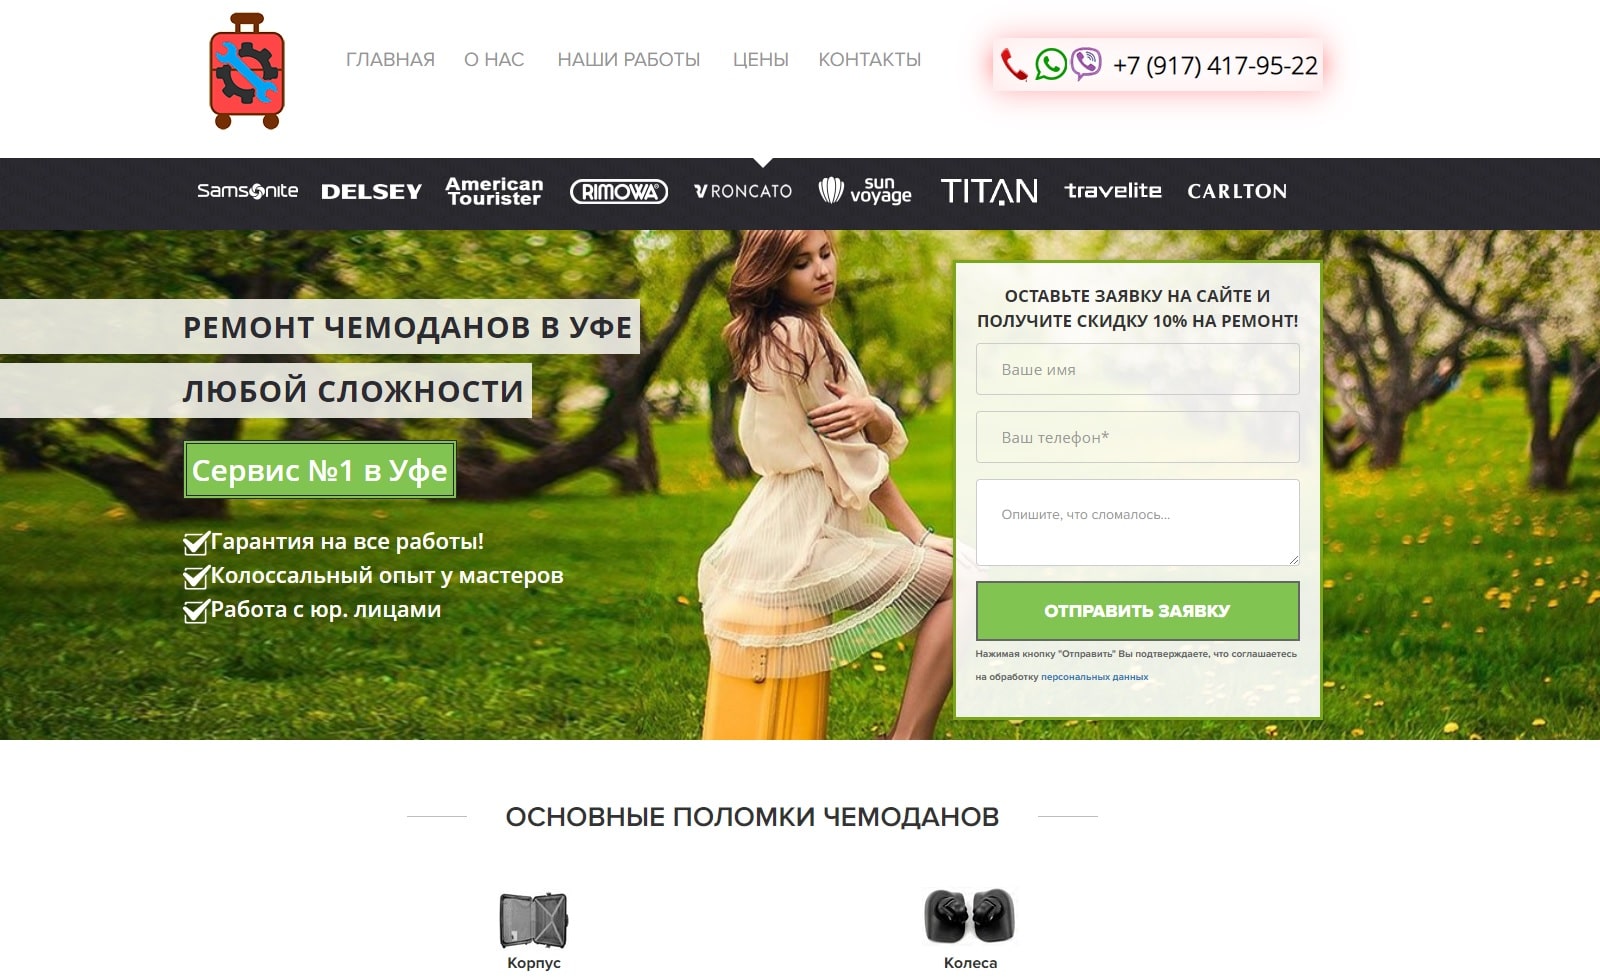 ГЛАВНАЯ О НАС НАШИ РАБОТЫ ЦЕНЫ КОНТАКТЫ
+7 (917) 417-95-22
Samsonite DELSEY American Tourister RIMOWA RONCATO sun voyage TITAN travelite CARLTON
РЕМОНТ ЧЕМОДАНОВ В УФЕ
ЛЮБОЙ СЛОЖНОСТИ
Сервис №1 в Уфе
Гарантия на все работы!
Колоссальный опыт у мастеров
Работа с юр. лицами
ОСТАВЬТЕ ЗАЯВКУ НА САЙТЕ И
ПОЛУЧИТЕ СКИДКУ 10% НА РЕМОНТ!
Ваше имя
Ваш телефон*
Опишите, что сломалось...
ОТПРАВИТЬ ЗАЯВКУ
Нажимая кнопку "Отправить" Вы подтверждаете, что соглашаетесь
на обработку персональных данных
ОСНОВНЫЕ ПОЛОМКИ ЧЕМОДАНОВ
Корпус Колеса